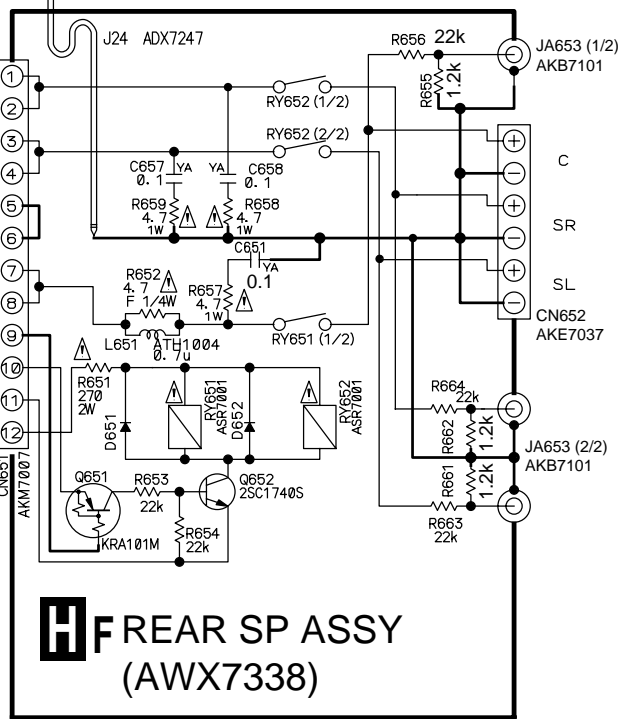 J24 ADX7247
R656 22k
JA653 (1/2)
AKB7101
R655
1.2k
1
2
3
4
5
6
7
8
9
10
11
12
RY652 (1/2)
RY652 (2/2)
C657 YA
0.1
YA C658
0.1
R659
4.7
1W
R658
4.7
1W
C651
YA
0.1
R652
4.7
F 1/4W
R657
4.7
1W
L651 ATH1004
0.7u
RY651 (1/2)
C
SR
SL
CN652
AKE7037
R651
270
2W
D651
RY651
ASR7001
D652
RY652
ASR7001
R664
22k
R662
1.2k
JA653 (2/2)
AKB7101
R661
1.2k
R663
22k
CN651
AKM7007
Q651
R653
22k
Q652
2SC1740S
R654
22k
KRA101M
H F REAR SP ASSY
(AWX7338)